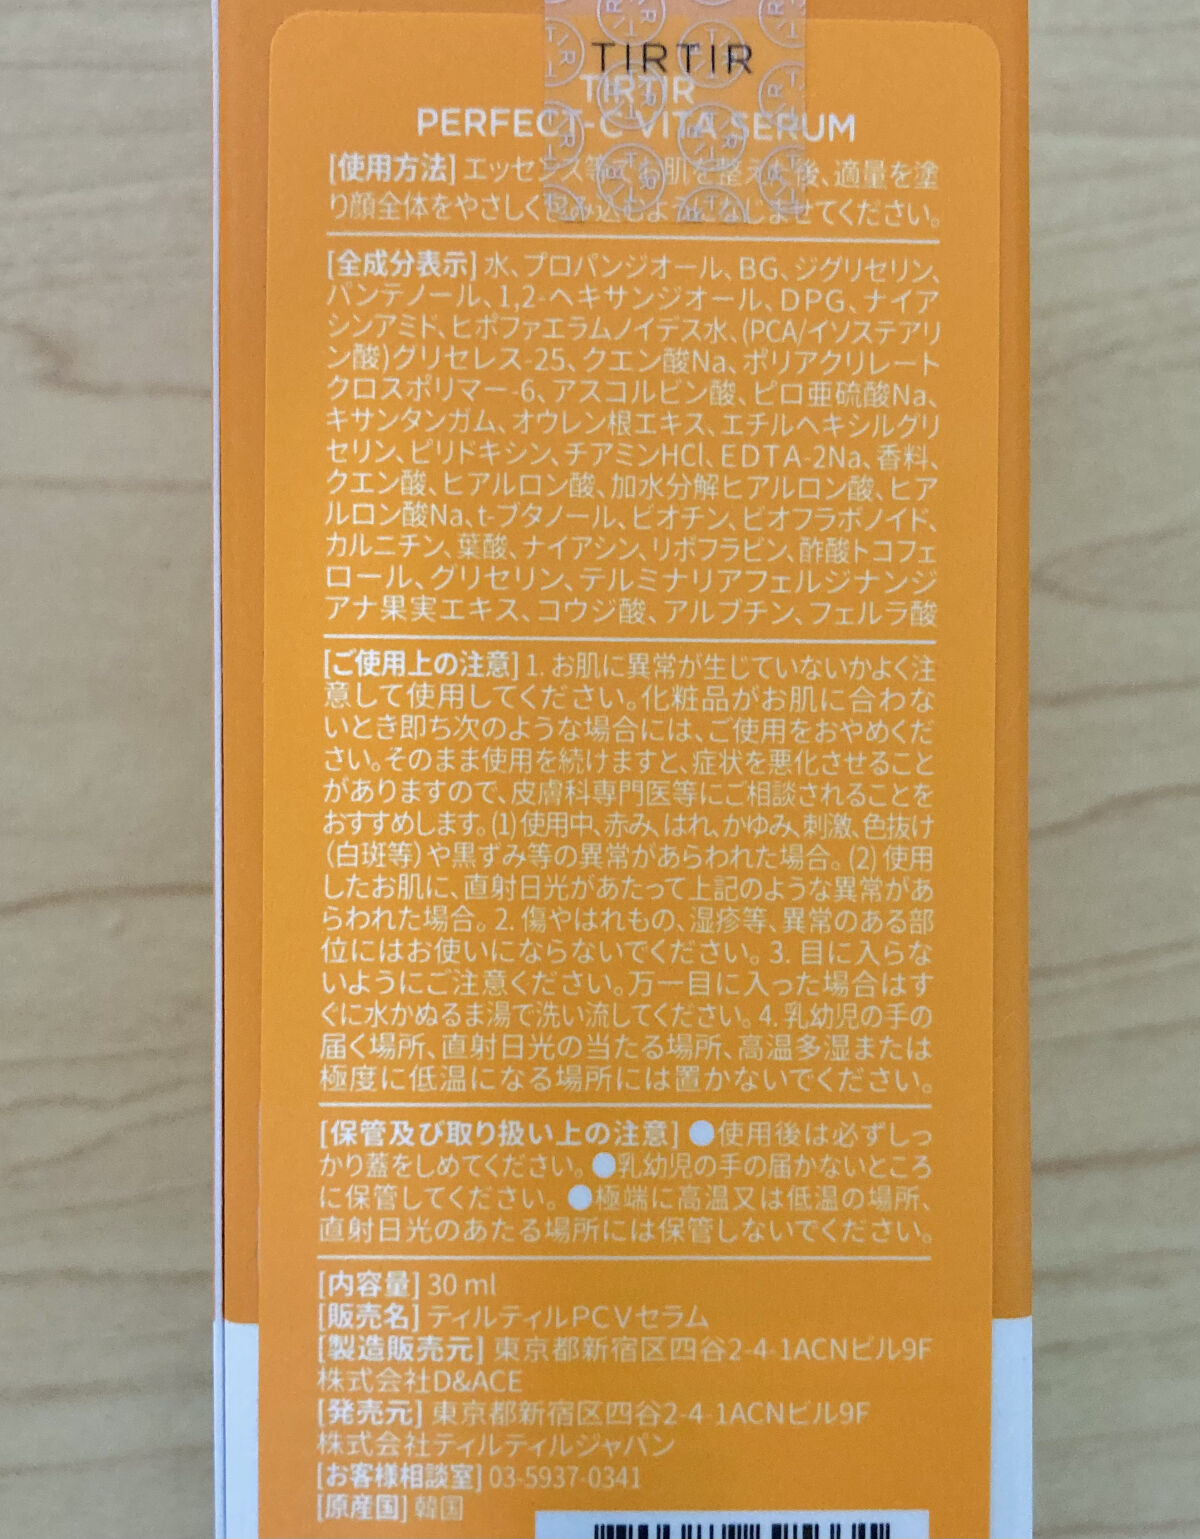 TIRTIR
TIRTIR
PERFECT-C VITA SERUM
[使用方法] エッセンス等でお肌を整えた後、適量を塗
り顔全体をやさしく包み込むようになじませてください。
[全成分表示] 水、プロパンジオール、BG、ジグリセリン、
パンテノール、1,2-ヘキサンジオール、DPG、ナイア
シンアミド、ヒポファエラムノイデス水、(PCA/イソステアリ
ン酸)グリセレス-25、クエン酸Na、ポリアクリレート
クロスポリマー-6、アスコルビン酸、ピロ亜硫酸Na、
キサンタンガム、オウレン根エキス、エチルヘキシルグリ
セリン、ピリドキシン、チアミンHCl、EDTA-2Na、香料、
クエン酸、ヒアルロン酸、加水分解ヒアルロン酸、ヒア
ルロン酸Na、t-ブタノール、ビオチン、ビオフラボノイド、
カルニチン、葉酸、ナイアシン、リボフラビン、酢酸トコフェ
ロール、グリセリン、テルミナリアフェルジナンジ
アナ果実エキス、コウジ酸、アルブチン、フェルラ酸
[ご使用上の注意] 1. お肌に異常が生じていないかよく注
意して使用してください。化粧品がお肌に合わな
いとき即ち次のような場合には、ご使用をおやめくだ
さい。そのまま使用を続けますと、症状を悪化させること
がありますので、皮膚科専門医等にご相談されることを
おすすめします。(1)使用中、赤み、はれ、かゆみ、刺激、色抜け
(白斑等)や黒ずみ等の異常があらわれた場合。(2) 使用
したお肌に、直射日光があたって上記のような異常があ
らわれた場合。2. 傷やはれもの、湿疹等、異常のある部
位にはお使いにならないでください。3. 目に入らな
いようにご注意ください。万一目に入った場合はす
ぐに水かぬるま湯で洗い流してください。4. 乳幼児の手の
届く場所、直射日光の当たる場所、高温多湿または
極度に低温になる場所には置かないでください。
[保管及び取り扱い上の注意] ●使用後は必ずしっ
かり蓋をしめてください。●乳幼児の手の届かないところ
に保管してください。●極端に高温又は低温の場所、
直射日光のあたる場所には保管しないでください。
[内容量] 30 ml
[販売名] ティルティルPCVセラム
[製造販売元] 東京都新宿区四谷2-4-1ACNビル9F
株式会社D&ACE
[発売元] 東京都新宿区四谷2-4-1ACNビル9F
株式会社ティルティルジャパン
[お客様相談室] 03-5937-0341
[原産国] 韓国